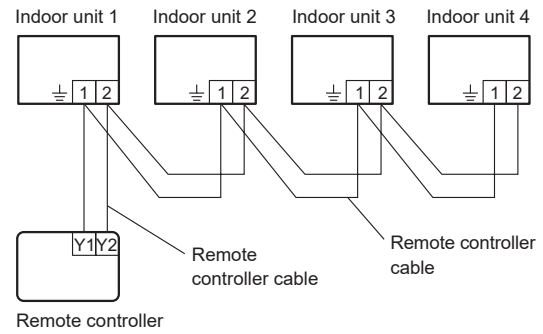 Indoor unit 1 Indoor unit 2 Indoor unit 3 Indoor unit 4
1 2 1 2 1 2 1 2
Y1 Y2
Remote
controller cable
Remote controller
cable
Remote controller